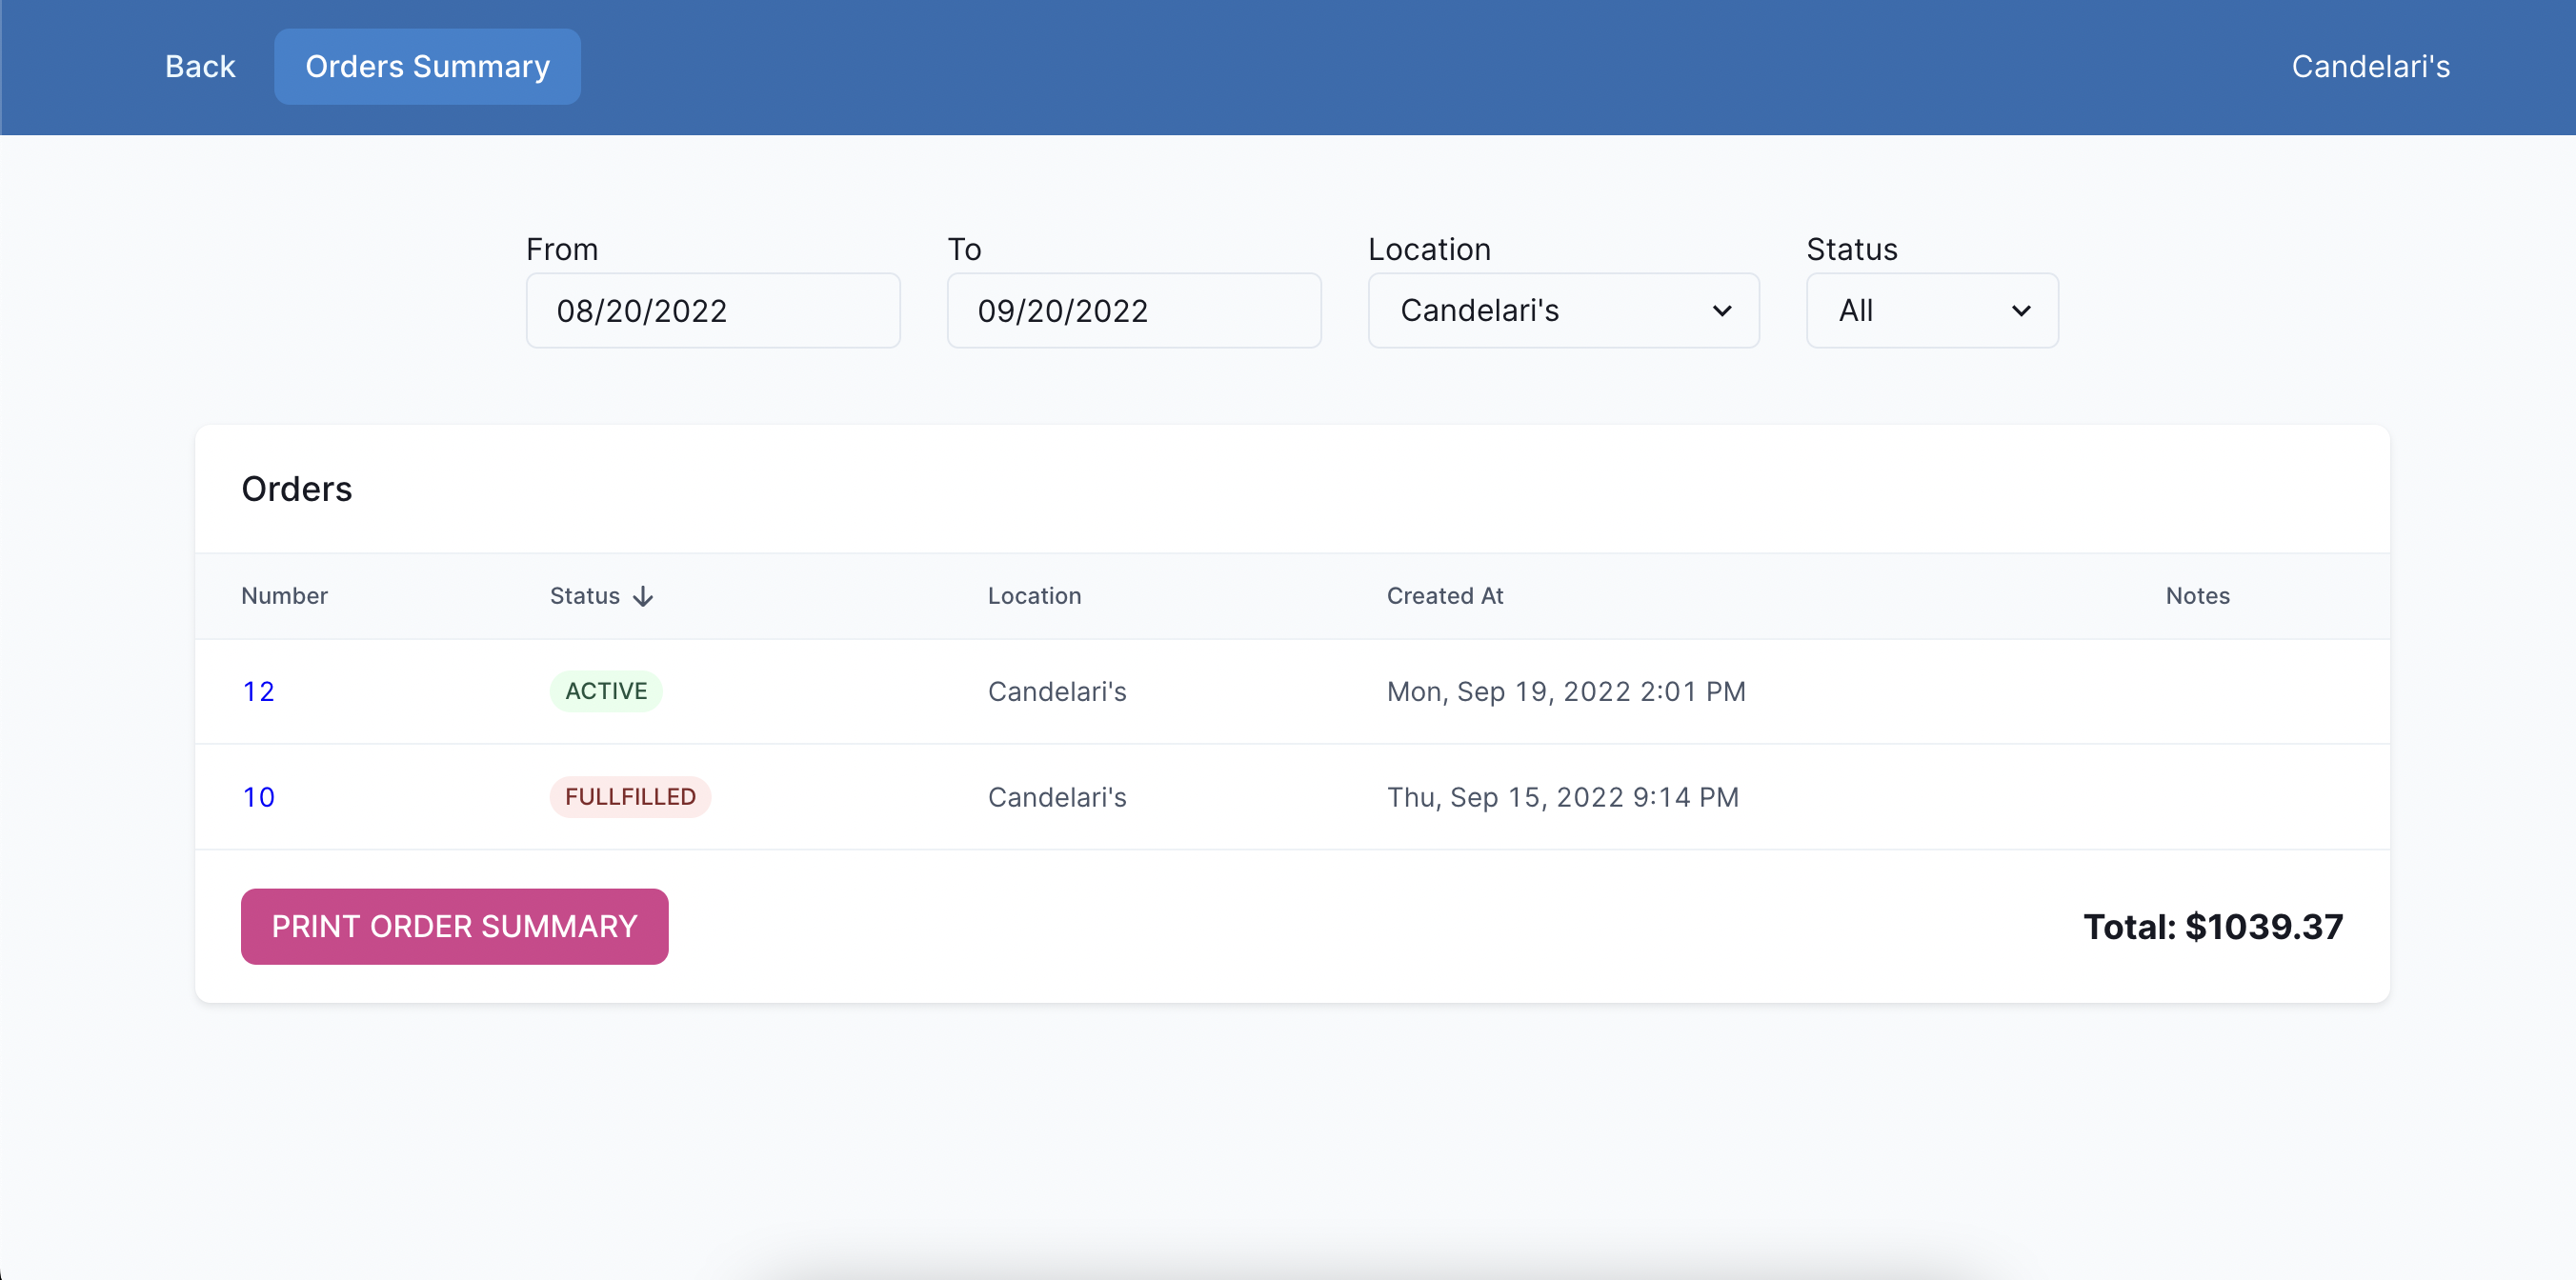 Back Orders Summary Candelari's
From To Location Status
08/20/2022 09/20/2022 Candelari's All
Orders
Number Status Location Created At Notes
12 ACTIVE Candelari's Mon, Sep 19, 2022 2:01 PM
10 FULLFILLED Candelari's Thu, Sep 15, 2022 9:14 PM
PRINT ORDER SUMMARY Total: $1039.37